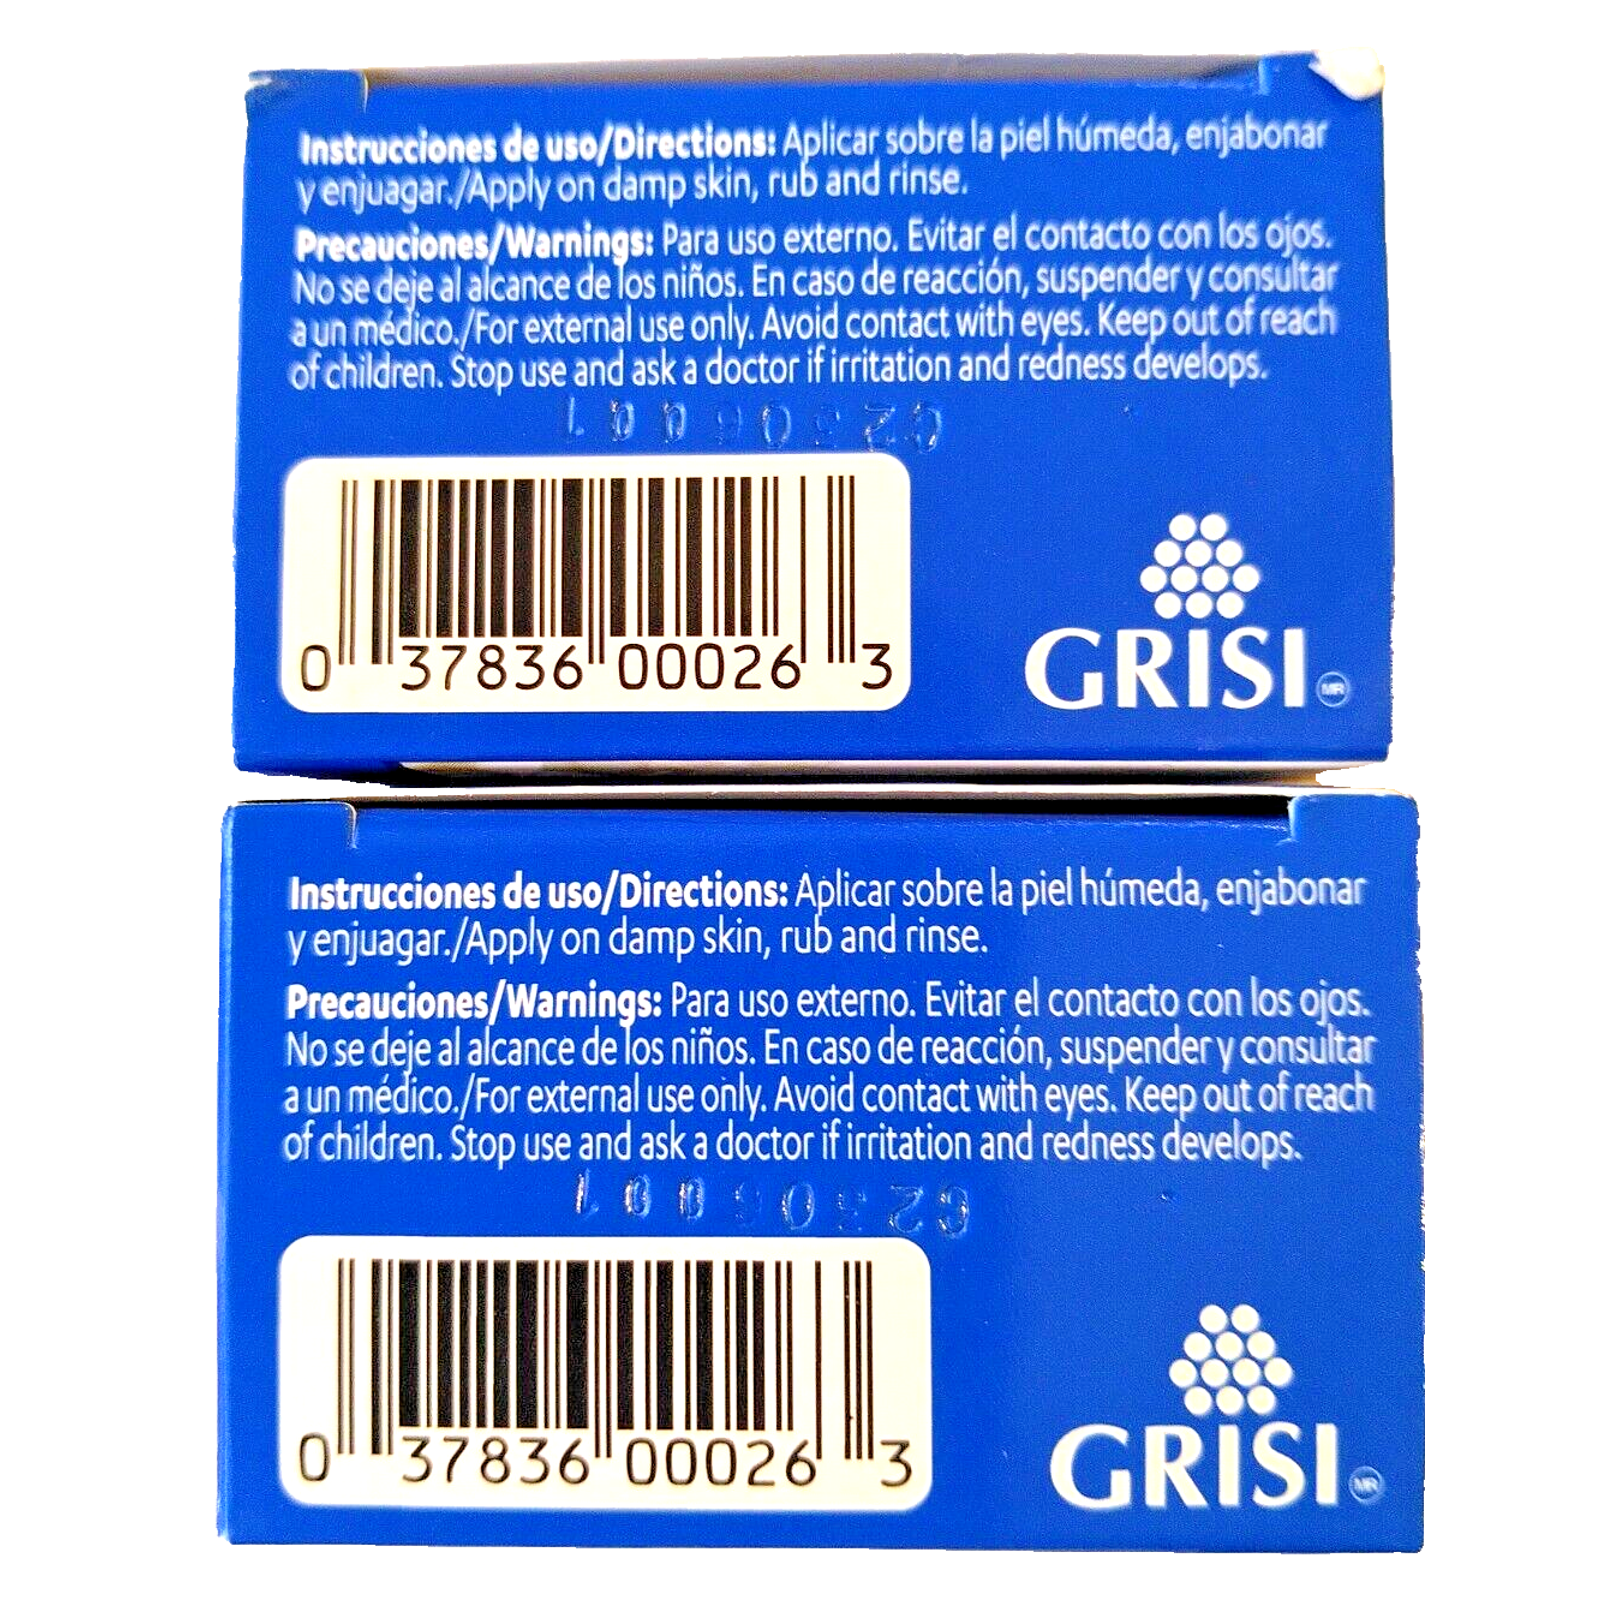 Instrucciones de uso/Directions: Aplicar sobre la piel húmeda, enjabonar
y enjuagar./Apply on damp skin, rub and rinse.
Precauciones/Warnings: Para uso externo. Evitar el contacto con los ojos.
No se deje al alcance de los niños. En caso de reacción, suspender y consultar
a un médico./For external use only. Avoid contact with eyes. Keep out of reach
of children. Stop use and ask a doctor if irritation and redness develops.
0 37836 00026 3
GRISI MR
Instrucciones de uso/Directions: Aplicar sobre la piel húmeda, enjabonar
y enjuagar./Apply on damp skin, rub and rinse.
Precauciones/Warnings: Para uso externo. Evitar el contacto con los ojos.
No se deje al alcance de los niños. En caso de reacción, suspender y consultar
a un médico./For external use only. Avoid contact with eyes. Keep out of reach
of children. Stop use and ask a doctor if irritation and redness develops.
0 37836 00026 3
GRISI MR